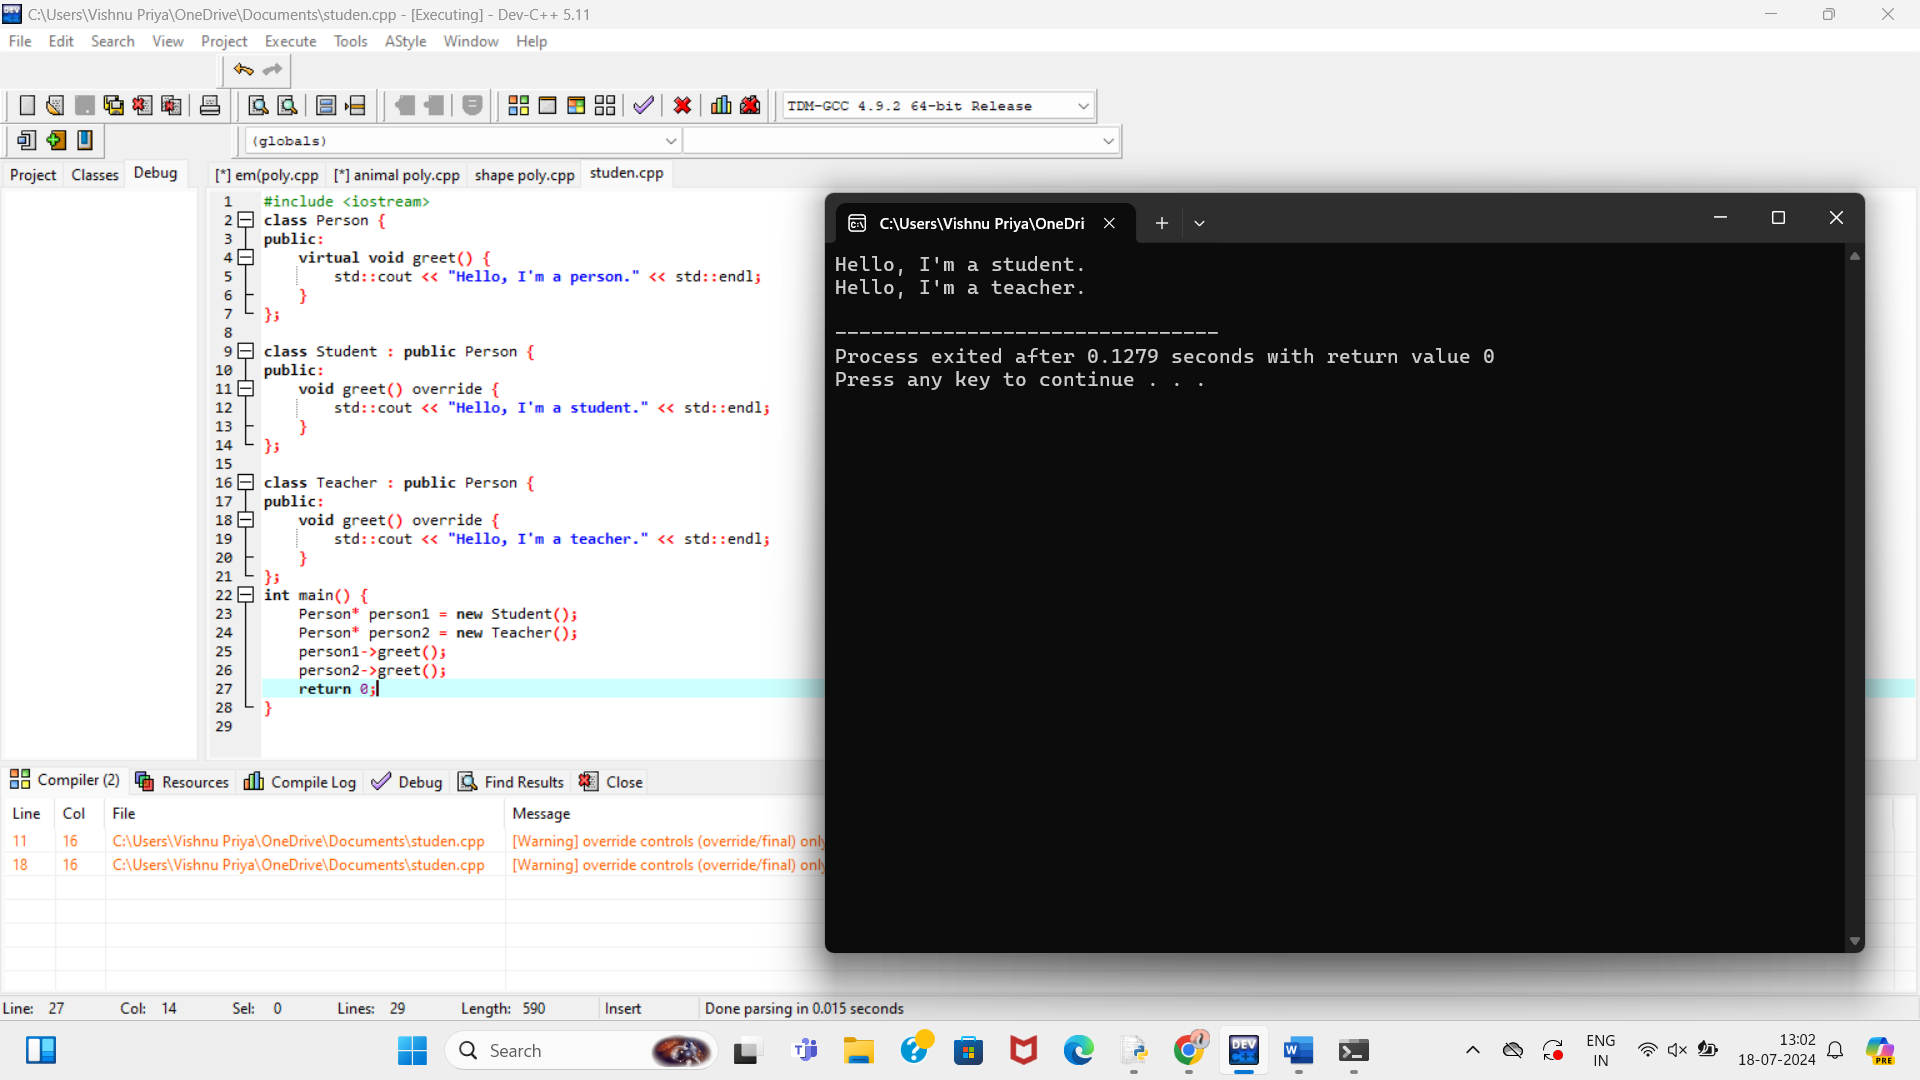 C:\Users\Vishnu Priya\OneDrive\Documents\studen.cpp - [Executing] - Dev-C++ 5.11
File Edit Search View Project Execute Tools AStyle Window Help
TDM-GCC 4.9.2 64-bit Release
(globals)
Project Classes Debug
[*] em(poly.cpp [*] animal poly.cpp shape poly.cpp studen.cpp
1 #include <iostream>
2 class Person {
3 public:
4 virtual void greet() {
5 std::cout << "Hello, I'm a person." << std::endl;
6 }
7 };
8
9 class Student : public Person {
10 public:
11 void greet() override {
12 std::cout << "Hello, I'm a student." << std::endl;
13 }
14 };
15
16 class Teacher : public Person {
17 public:
18 void greet() override {
19 std::cout << "Hello, I'm a teacher." << std::endl;
20 }
21 };
22 int main() {
23 Person* person1 = new Student();
24 Person* person2 = new Teacher();
25 person1->greet();
26 person2->greet();
27 return 0;
28 }
29
C:\Users\Vishnu Priya\OneDri
Hello, I'm a student.
Hello, I'm a teacher.
--------------------------------
Process exited after 0.1279 seconds with return value 0
Press any key to continue . . .
Compiler (2) Resources Compile Log Debug Find Results Close
Line Col File Message
11 16 C:\Users\Vishnu Priya\OneDrive\Documents\studen.cpp [Warning] override controls (override/final) only
18 16 C:\Users\Vishnu Priya\OneDrive\Documents\studen.cpp [Warning] override controls (override/final) only
Line: 27 Col: 14 Sel: 0 Lines: 29 Length: 590 Insert Done parsing in 0.015 seconds
Search
DEV
ENG
IN
13:02
18-07-2024
PRE